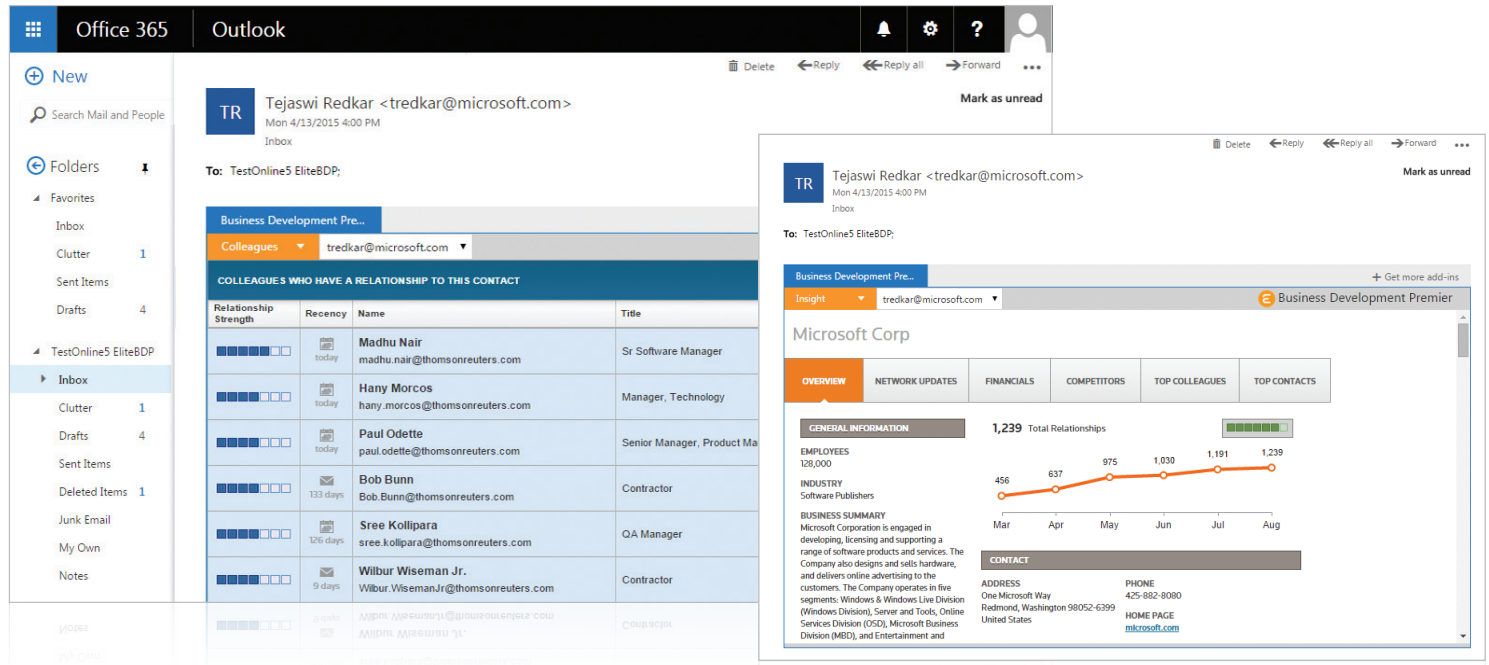 Office 365
Outlook
New
Search Mail and People
Folders
Favorites
Inbox
Clutter 1
Sent Items
Drafts 4
TestOnline5 EliteBDP
Inbox
Clutter 1
Drafts 4
Sent Items
Deleted Items 1
Junk Email
My Own
Notes
Delete Reply Reply all Forward
Mark as unread
TR
Tejaswi Redkar <tredkar@microsoft.com>
Mon 4/13/2015 4:00 PM
Inbox
To: TestOnline5 EliteBDP;
Business Development Pre...
Colleagues tredkar@microsoft.com
COLLEAGUES WHO HAVE A RELATIONSHIP TO THIS CONTACT
Relationship
Strength
Recency Name Title
today
Madhu Nair
madhu.nair@thomsonreuters.com
Sr Software Manager
today
Hany Morcos
hany.morcos@thomsonreuters.com
Manager, Technology
today
Paul Odette
paul.odette@thomsonreuters.com
Senior Manager, Product Ma
133 days
Bob Bunn
Bob.Bunn@thomsonreuters.com
Contractor
126 days
Sree Kollipara
sree.kollipara@thomsonreuters.com
QA Manager
9 days
Wilbur Wiseman Jr.
Wilbur.WisemanJr@thomsonreuters.com
Contractor
Delete Reply Reply all Forward
Mark as unread
TR
Tejaswi Redkar <tredkar@microsoft.com>
Mon 4/13/2015 4:00 PM
Inbox
To: TestOnline5 EliteBDP;
Business Development Pre...
+ Get more add-ins
Insight tredkar@microsoft.com
Business Development Premier
Microsoft Corp
OVERVIEW NETWORK UPDATES FINANCIALS COMPETITORS TOP COLLEAGUES TOP CONTACTS
GENERAL INFORMATION
EMPLOYEES
128,000
INDUSTRY
Software Publishers
BUSINESS SUMMARY
Microsoft Corporation is engaged in
developing, licensing and supporting a
range of software products and services. The
Company also designs and sells hardware,
and delivers online advertising to the
customers. The Company operates in five
segments: Windows & Windows Live Division
(Windows Division), Server and Tools, Online
Services Division (OSD), Microsoft Business
Division (MBD), and Entertainment and
1,239 Total Relationships
456 637 975 1,030 1,191 1,239
Mar Apr May Jun Jul Aug
CONTACT
ADDRESS
One Microsoft Way
Redmond, Washington 98052-6399
United States
PHONE
425-882-8080
HOME PAGE
microsoft.com